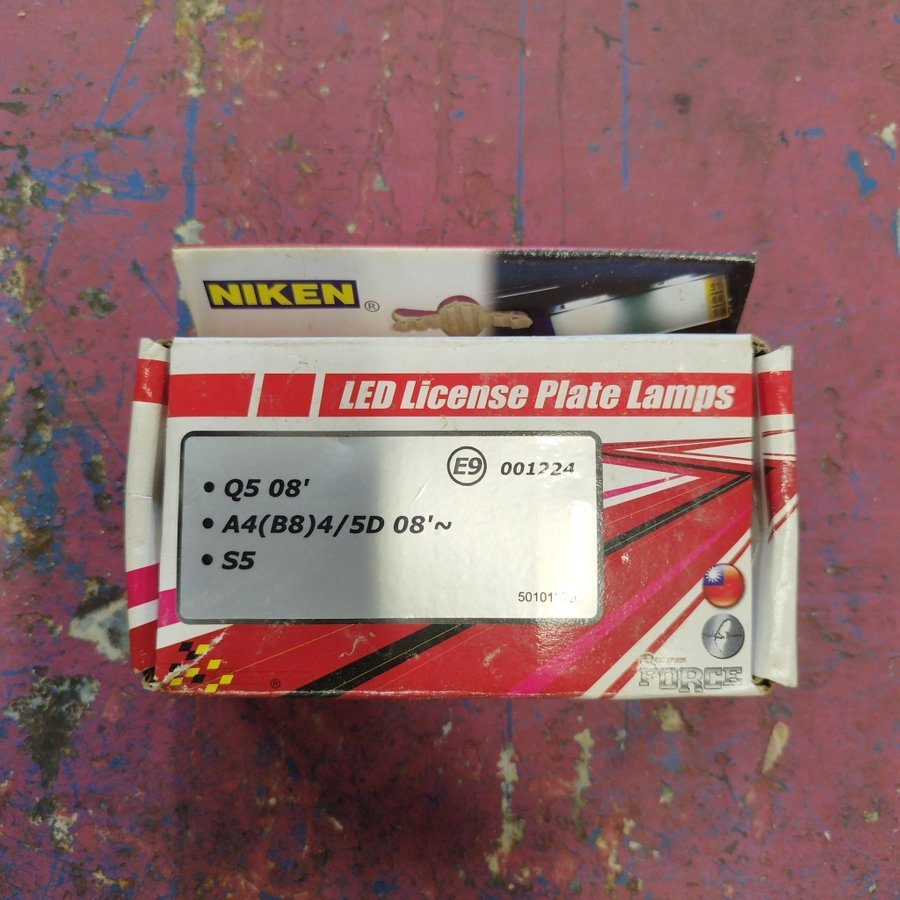 NIKEN ®
LED License Plate Lamps
E9 001224
• Q5 08'
• A4(B8)4/5D 08'~
• S5
®
FORCE